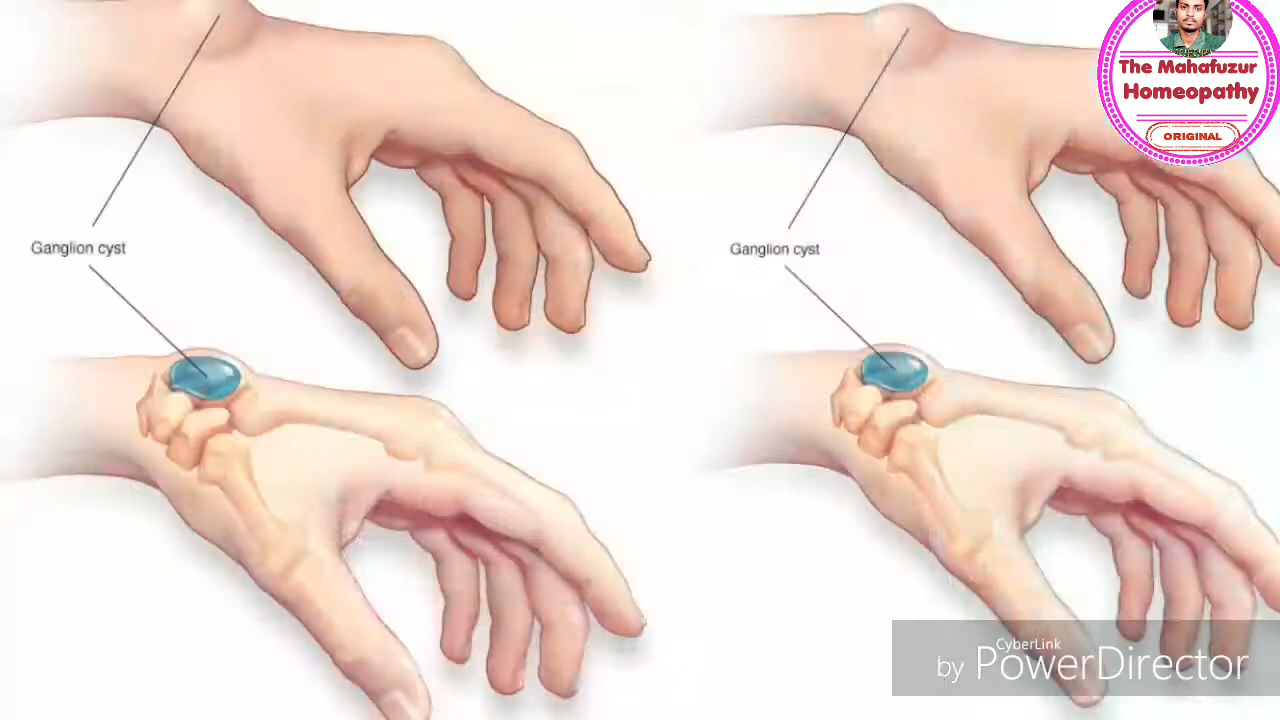 Ganglion cyst
Ganglion cyst
The Mahafuzur
Homeopathy
ORIGINAL
CyberLink
by PowerDirector